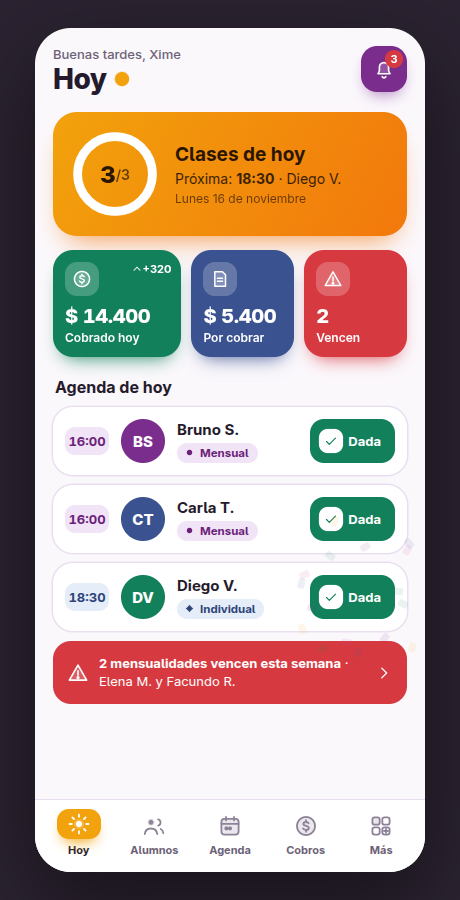 Buenas tardes, Xime
Hoy
3
3/3
Clases de hoy
Próxima: 18:30 · Diego V.
Lunes 16 de noviembre
+320
$ 14.400
Cobrado hoy
$ 5.400
Por cobrar
2
Vencen
Agenda de hoy
16:00
BS
Bruno S.
Mensual
Dada
16:00
CT
Carla T.
Mensual
Dada
18:30
DV
Diego V.
Individual
Dada
2 mensualidades vencen esta semana ·
Elena M. y Facundo R.
Hoy
Alumnos
Agenda
Cobros
Más